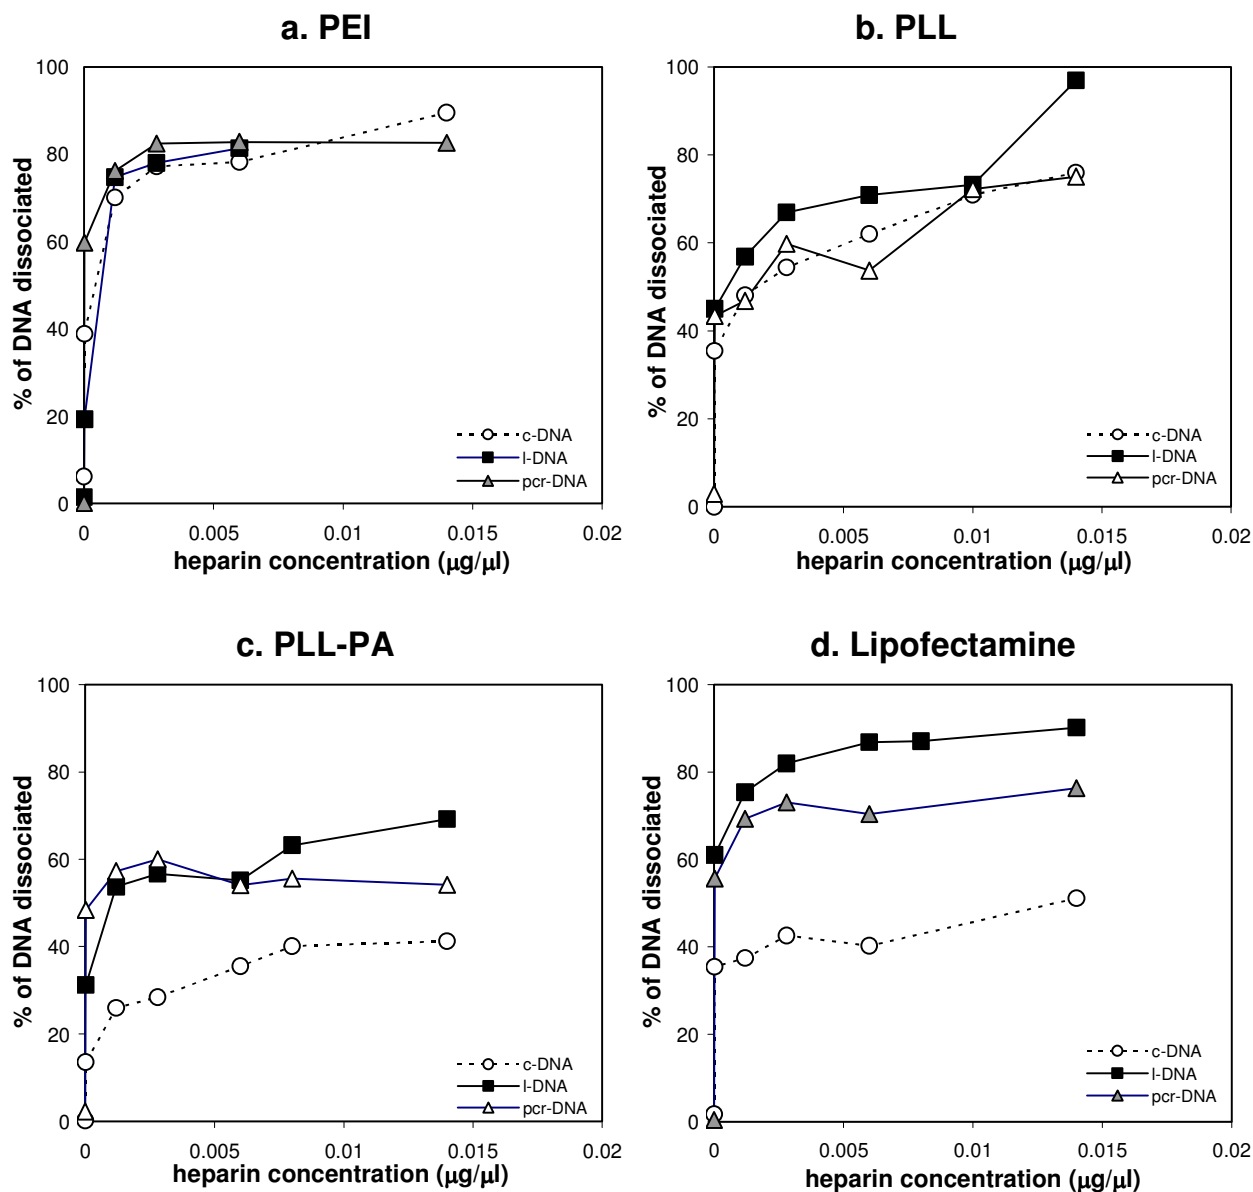 a. PEI
% of DNA dissociated
100
80
60
40
20
0
0 0.005 0.01 0.015 0.02
heparin concentration (μg/μl)
c-DNA
l-DNA
pcr-DNA
b. PLL
% of DNA dissociated
100
80
60
40
20
0
0 0.005 0.01 0.015 0.02
heparin concentration (μg/μl)
c-DNA
l-DNA
pcr-DNA
c. PLL-PA
% of DNA dissociated
100
80
60
40
20
0
0 0.005 0.01 0.015 0.02
heparin concentration (μg/μl)
c-DNA
l-DNA
pcr-DNA
d. Lipofectamine
% of DNA dissociated
100
80
60
40
20
0
0 0.005 0.01 0.015 0.02
heparin concentration (μg/μl)
c-DNA
l-DNA
pcr-DNA